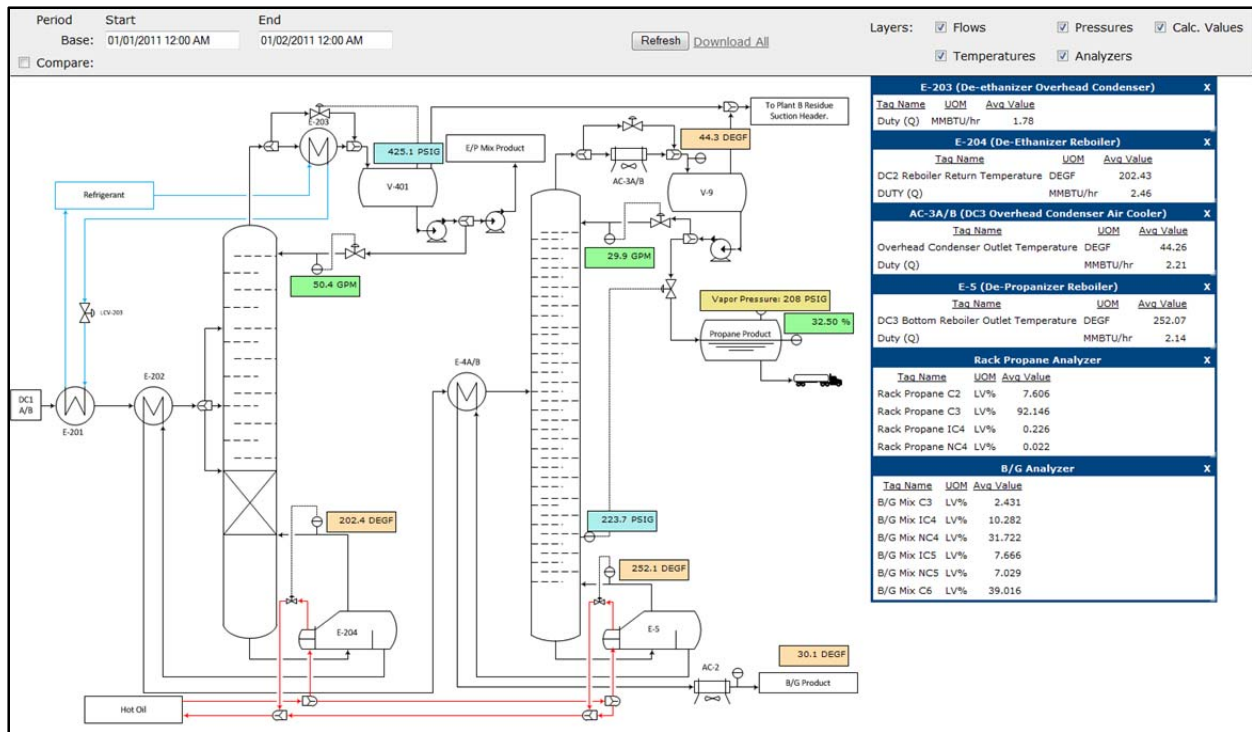 Period Start End
Base: 01/01/2011 12:00 AM 01/02/2011 12:00 AM
Compare:
Refresh Download All
Layers: Flows Pressures Calc. Values
Temperatures Analyzers
E-203
425.1 PSIG
V-401
E/P Mix Product
Refrigerant
LCV-203
50.4 GPM
DC1
A/B
E-201
E-202
202.4 DEGF
E-204
Hot Oil
To Plant B Residue
Suction Header.
44.3 DEGF
AC-3A/B
V-9
29.9 GPM
Vapor Pressure: 208 PSIG
32.50 %
Propane Product
E-4A/B
223.7 PSIG
252.1 DEGF
E-5
AC-2
30.1 DEGF
B/G Product
E-203 (De-ethanizer Overhead Condenser) X
Tag Name UOM Avg Value
Duty (Q) MMBTU/hr 1.78
E-204 (De-Ethanizer Reboiler) X
Tag Name UOM Avg Value
DC2 Reboiler Return Temperature DEGF 202.43
DUTY (Q) MMBTU/hr 2.46
AC-3A/B (DC3 Overhead Condenser Air Cooler) X
Tag Name UOM Avg Value
Overhead Condenser Outlet Temperature DEGF 44.26
Duty (Q) MMBTU/hr 2.21
E-5 (De-Propanizer Reboiler) X
Tag Name UOM Avg Value
DC3 Bottom Reboiler Outlet Temperature DEGF 252.07
Duty (Q) MMBTU/hr 2.14
Rack Propane Analyzer X
Tag Name UOM Avg Value
Rack Propane C2 LV% 7.606
Rack Propane C3 LV% 92.146
Rack Propane IC4 LV% 0.226
Rack Propane NC4 LV% 0.022
B/G Analyzer X
Tag Name UOM Avg Value
B/G Mix C3 LV% 2.431
B/G Mix IC4 LV% 10.282
B/G Mix NC4 LV% 31.722
B/G Mix IC5 LV% 7.666
B/G Mix NC5 LV% 7.029
B/G Mix C6 LV% 39.016